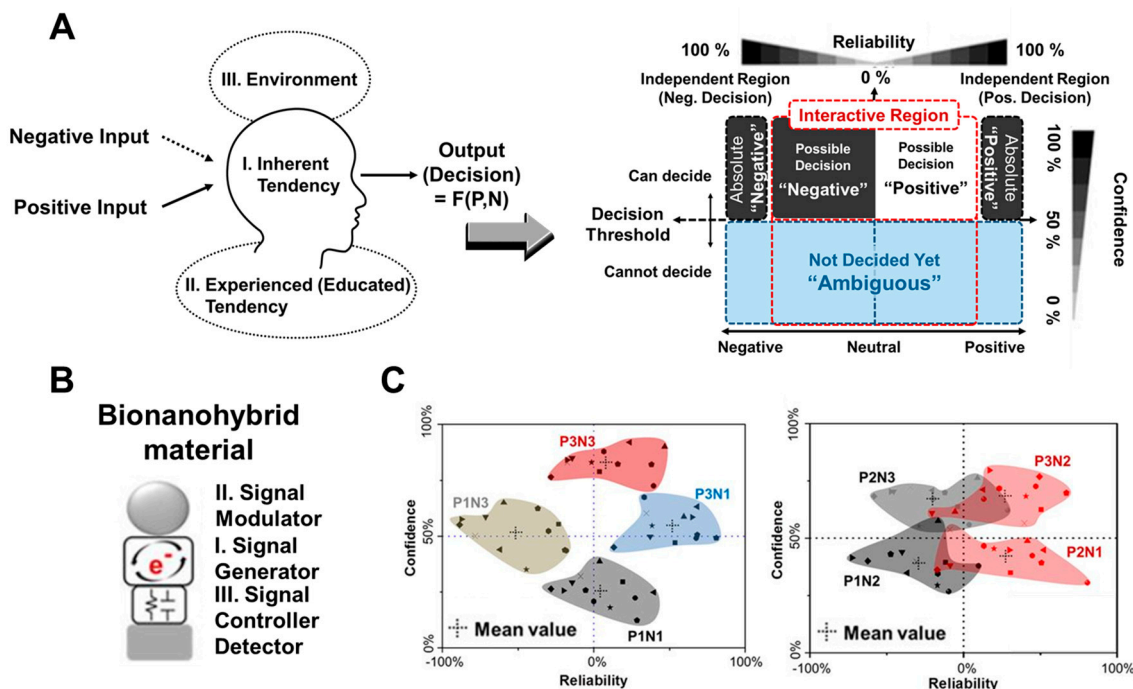 A
III. Environment
Negative Input
Positive Input
I. Inherent
Tendency
II. Experienced (Educated)
Tendency
Output
(Decision)
= F(P,N)
100 %
Reliability
100 %
0 %
Independent Region
(Neg. Decision)
Independent Region
(Pos. Decision)
Interactive Region
Absolute
“Negative”
Possible
Decision
“Negative”
Possible
Decision
“Positive”
Absolute
“Positive”
100 %
50 %
0 %
Confidence
Can decide
Decision
Threshold
Cannot decide
Not Decided Yet
“Ambiguous”
Negative
Neutral
Positive
B
Bionanohybrid
material
II. Signal
Modulator
I. Signal
Generator
III. Signal
Controller
Detector
e-
C
100%
50%
0%
Confidence
P3N3
P1N3
P3N1
P1N1
Mean value
-100%
0%
100%
Reliability
100%
50%
0%
Confidence
P2N3
P3N2
P1N2
P2N1
Mean value
-100%
0%
100%
Reliability